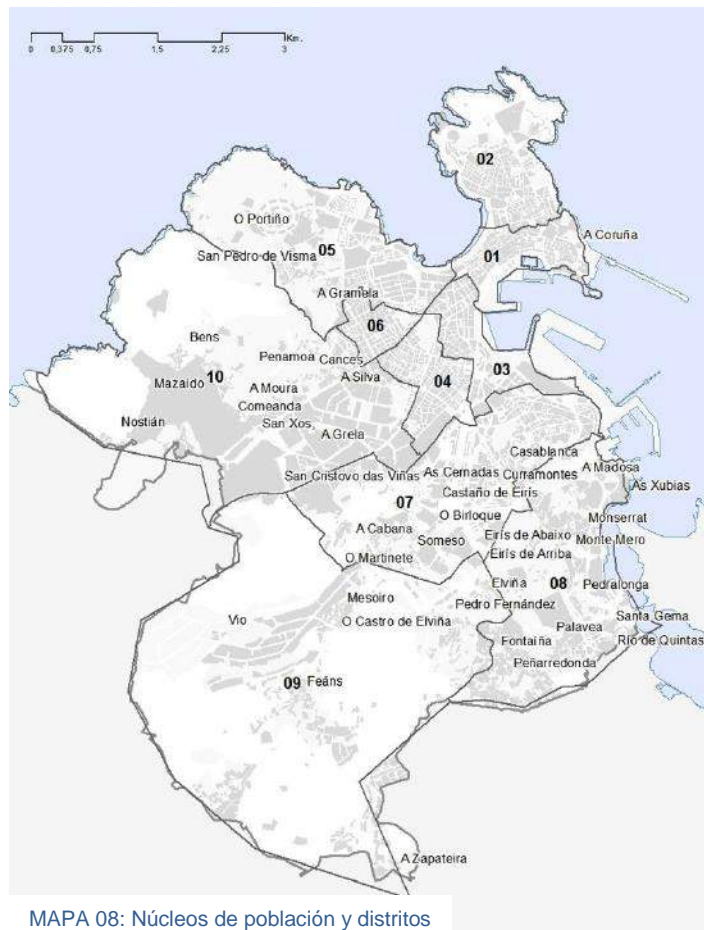 Km.
0 0,375 0,75 1,5 2,25 3
02
A Coruña
O Portiño
05
01
San Pedro de Visma
A Gramela
06
Bens
Penamoa
Cances
03
Mazaido
10
A Moura
A Silva
04
Comeanda
Nostián
San Xos
A Grela
Casablanca
San Cristovo das Viñas
As Cernadas
Curramontes
A Madosa
As Xubias
07
Castaño de Eirís
O Birloque
Monserrat
A Cabana
Someso
Eirís de Abaixo
Monte Mero
O Martinete
Eirís de Arriba
Elviña
08
Pedralonga
Mesoiro
Pedro Fernández
Santa Gema
Vio
O Castro de Elviña
Palavea
Fontaíña
Río de Quintas
Peñarredonda
09
Feáns
A Zapateira
MAPA 08: Núcleos de población y distritos